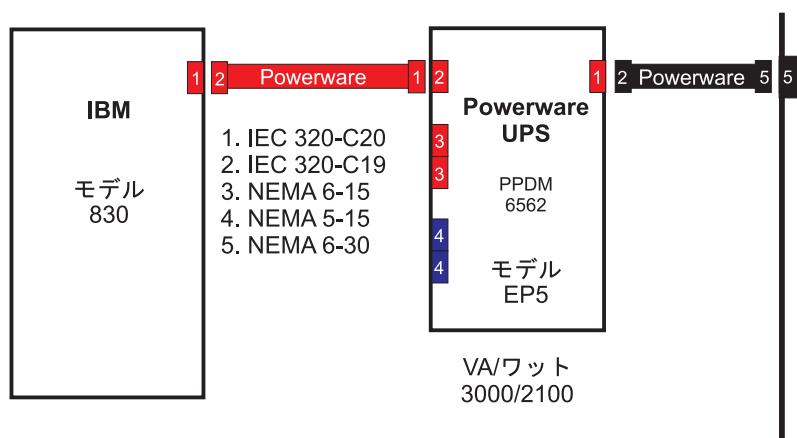 1 2 Powerware 1 2 1 2 Powerware 5 5
IBM
モデル
830
1. IEC 320-C20
2. IEC 320-C19
3. NEMA 6-15
4. NEMA 5-15
5. NEMA 6-30
Powerware
UPS
3
3
PPDM
6562
4
4
モデル
EP5
VA/ワット
3000/2100